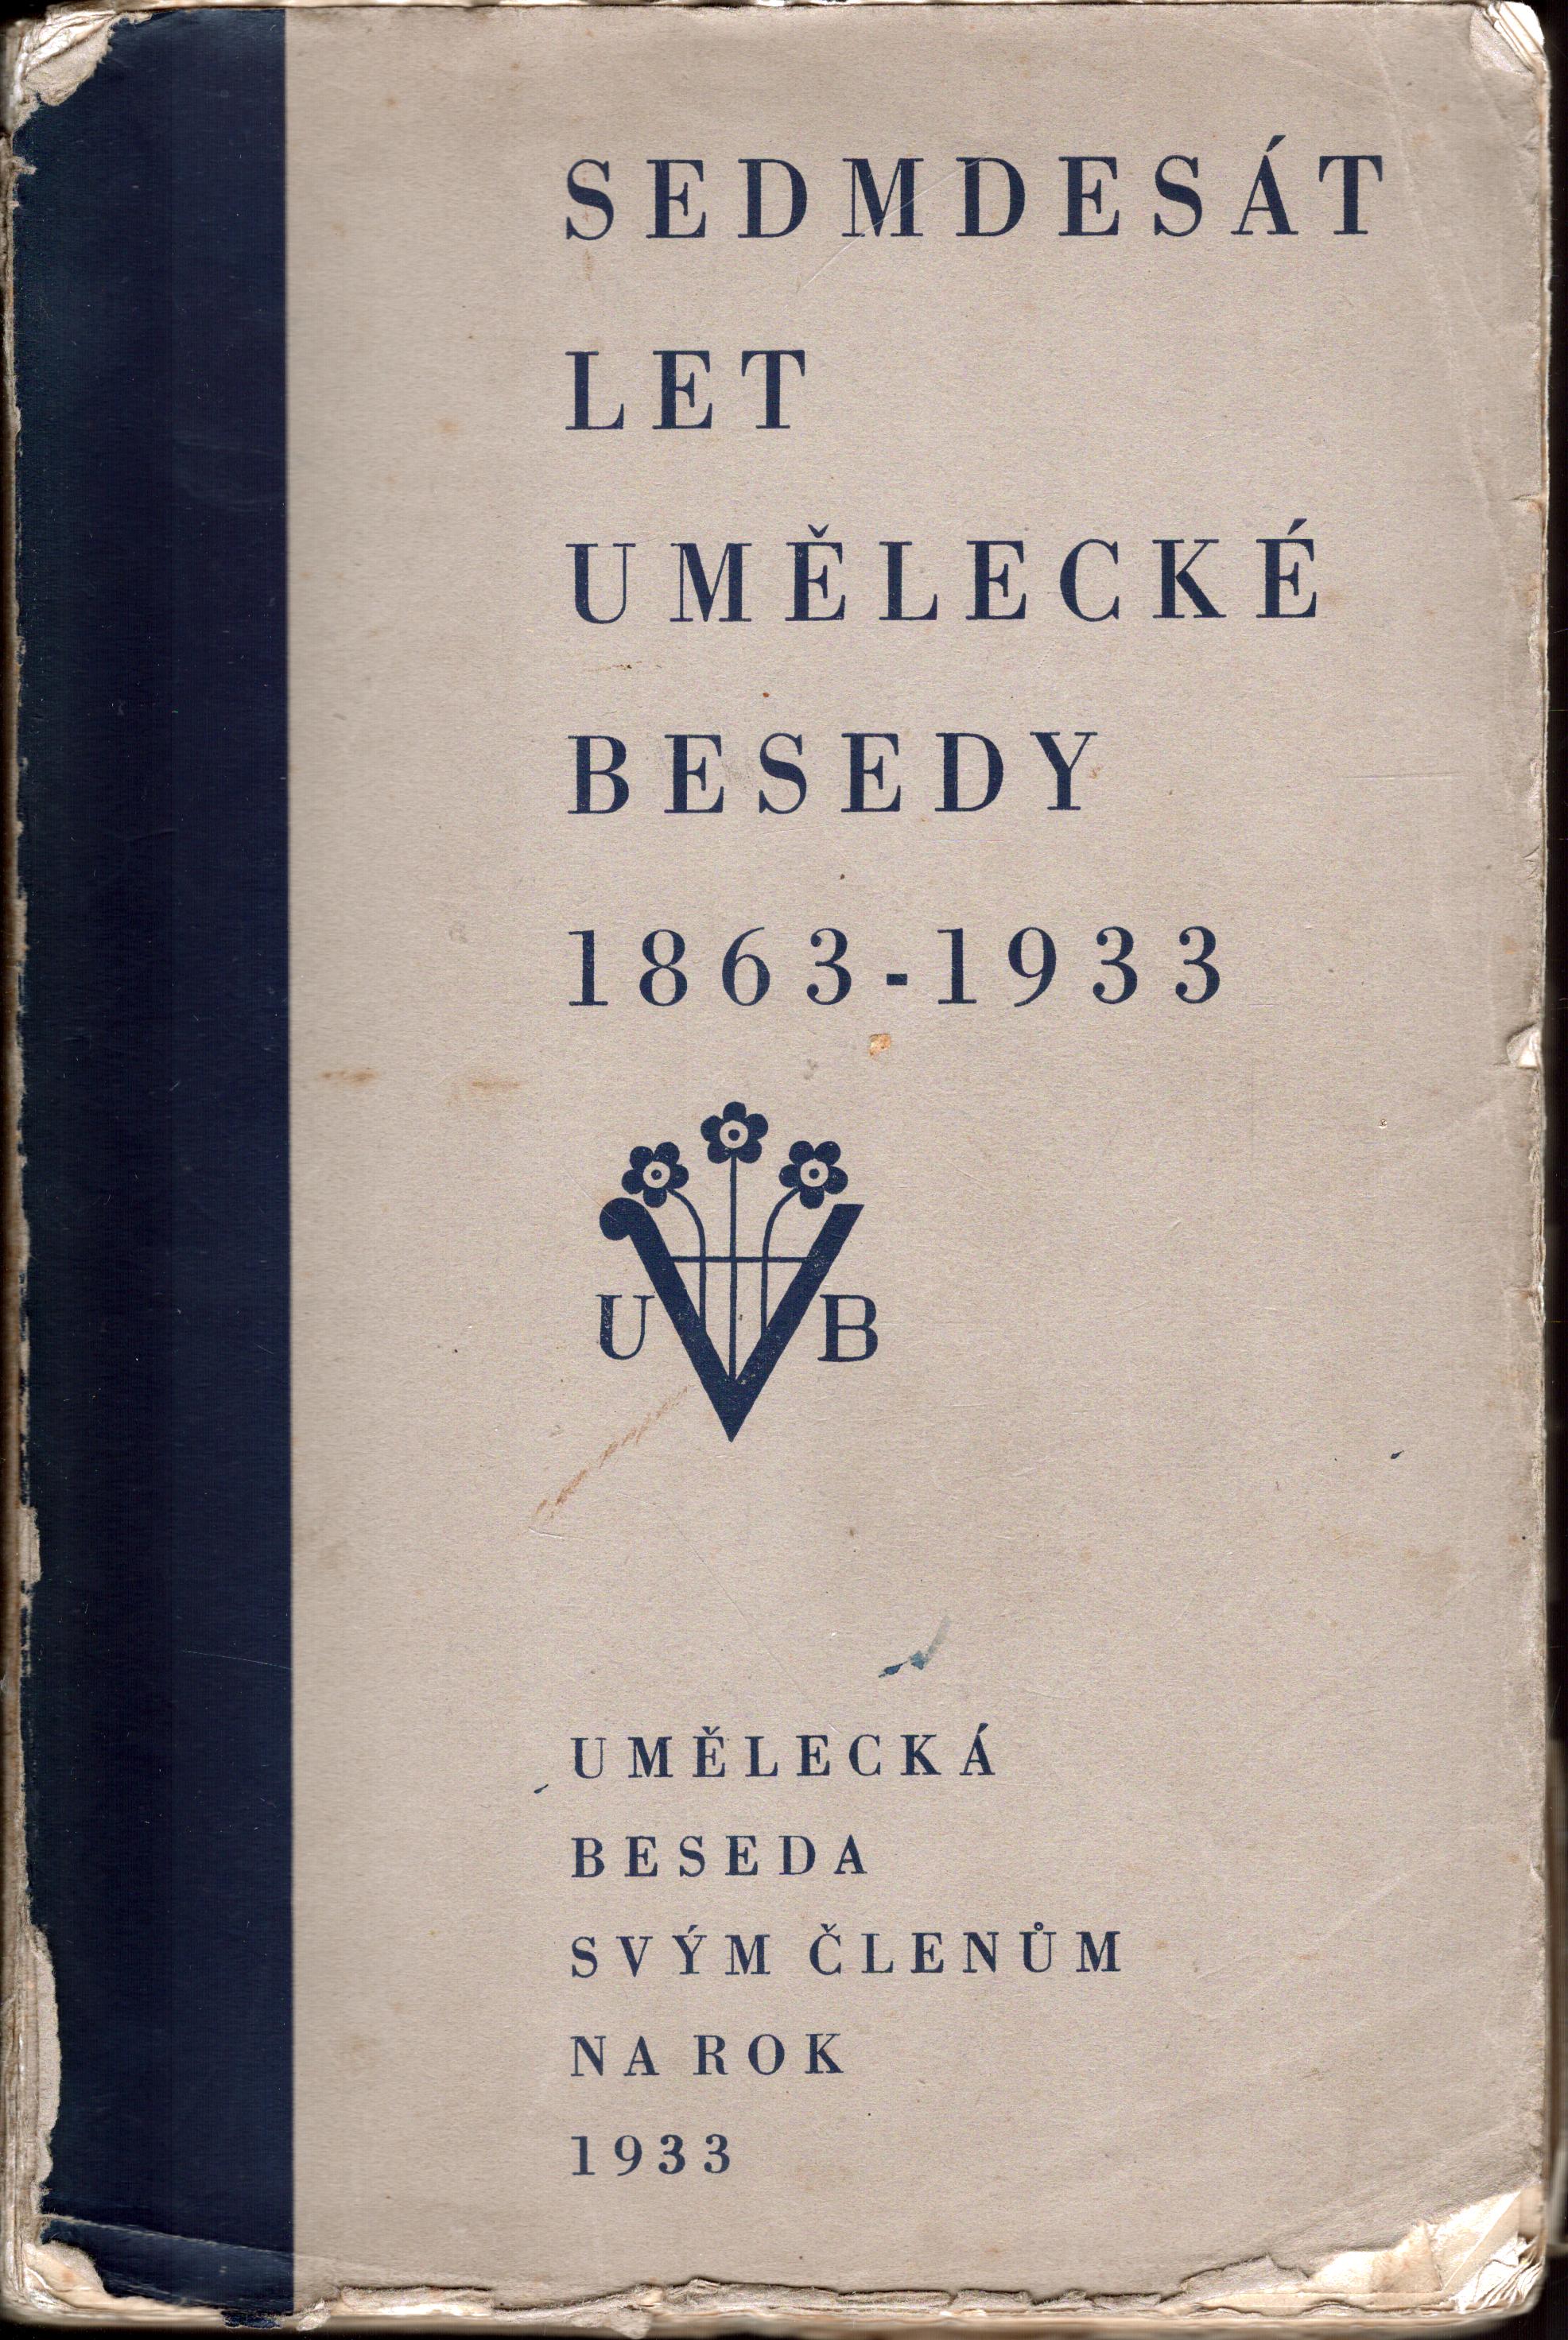 SEDMDESÁT
LET
UMĚLECKÉ
BESEDY
1863-1933
U B
UMĚLECKÁ
BESEDA
SVÝM ČLENŮM
NA ROK
1933